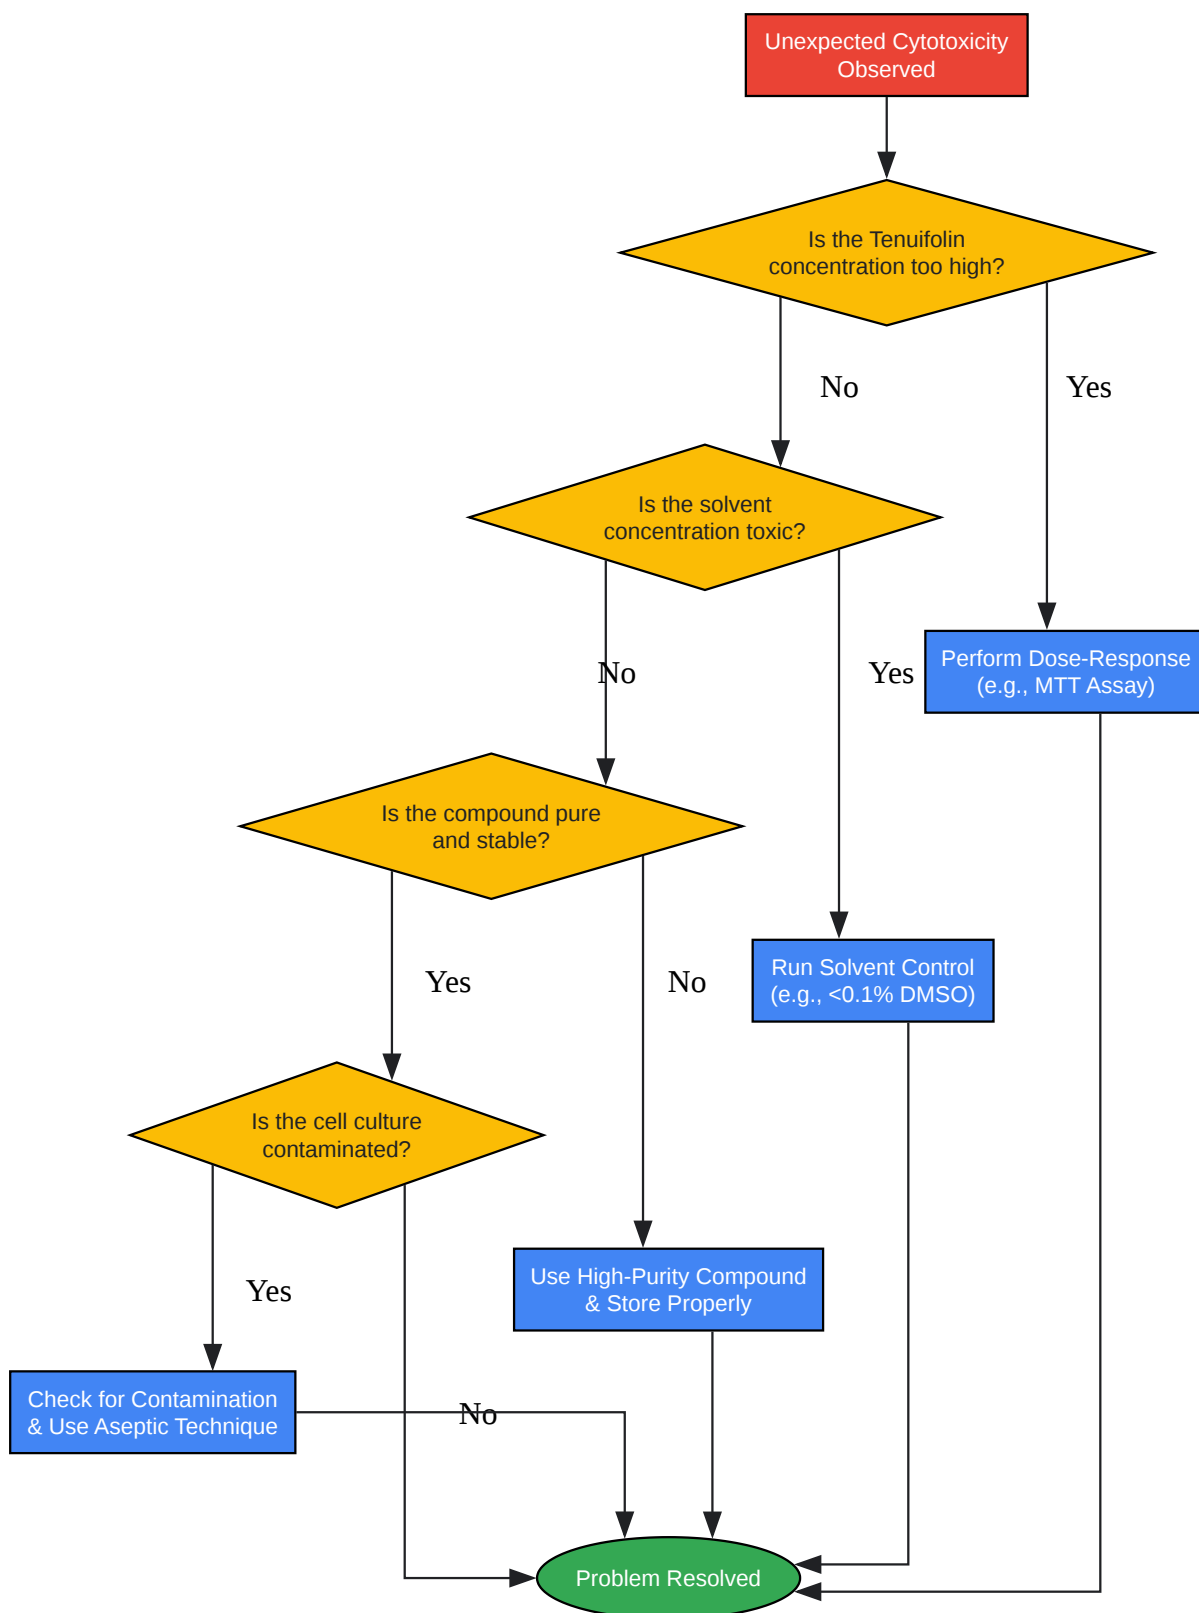 Unexpected Cytotoxicity
Observed
Is the Tenuifolin
concentration too high?
No
Yes
Is the solvent
concentration toxic?
No
Yes
Perform Dose-Response
(e.g., MTT Assay)
Is the compound pure
and stable?
Yes
No
Run Solvent Control
(e.g., <0.1% DMSO)
Is the cell culture
contaminated?
Yes
Use High-Purity Compound
& Store Properly
Check for Contamination
& Use Aseptic Technique
No
Problem Resolved